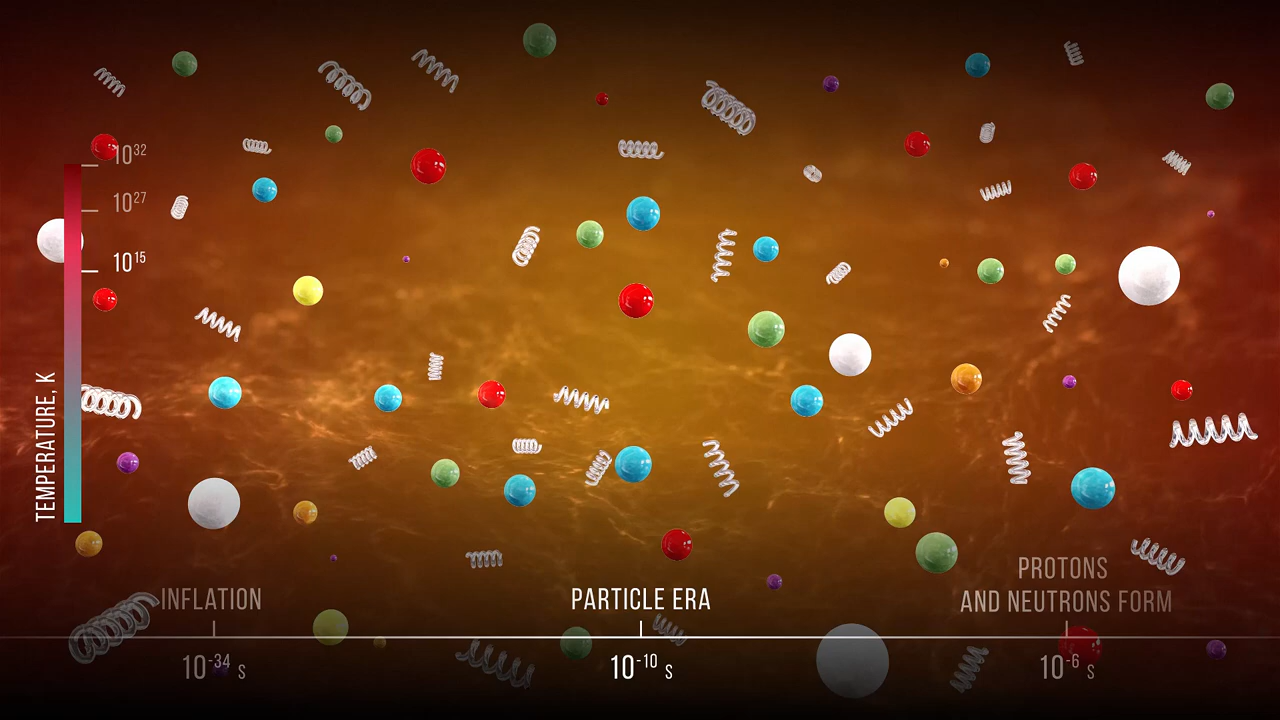 10³²
10²⁷
10¹⁵
TEMPERATURE, K
INFLATION
PARTICLE ERA
PROTONS
AND NEUTRONS FORM
10⁻³⁴ S
10⁻¹⁰ S
10⁻⁶ S